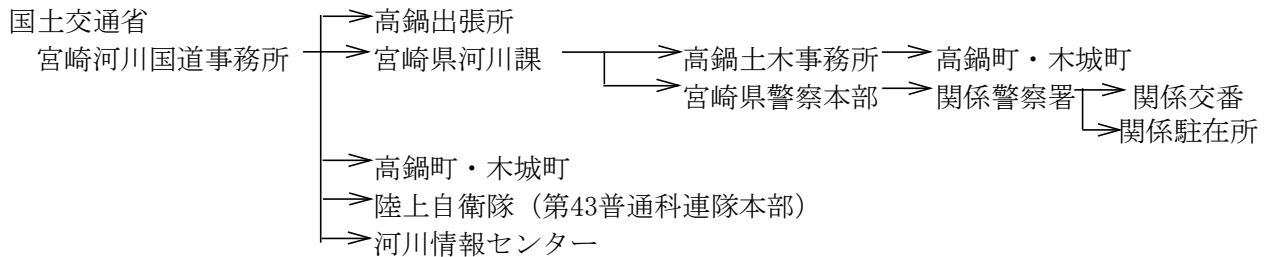 国土交通省
高鍋出張所
宮崎河川国道事務所
宮崎県河川課
高鍋土木事務所
高鍋町・木城町
宮崎県警察本部
関係警察署
関係交番
関係駐在所
高鍋町・木城町
陸上自衛隊（第43普通科連隊本部）
河川情報センター